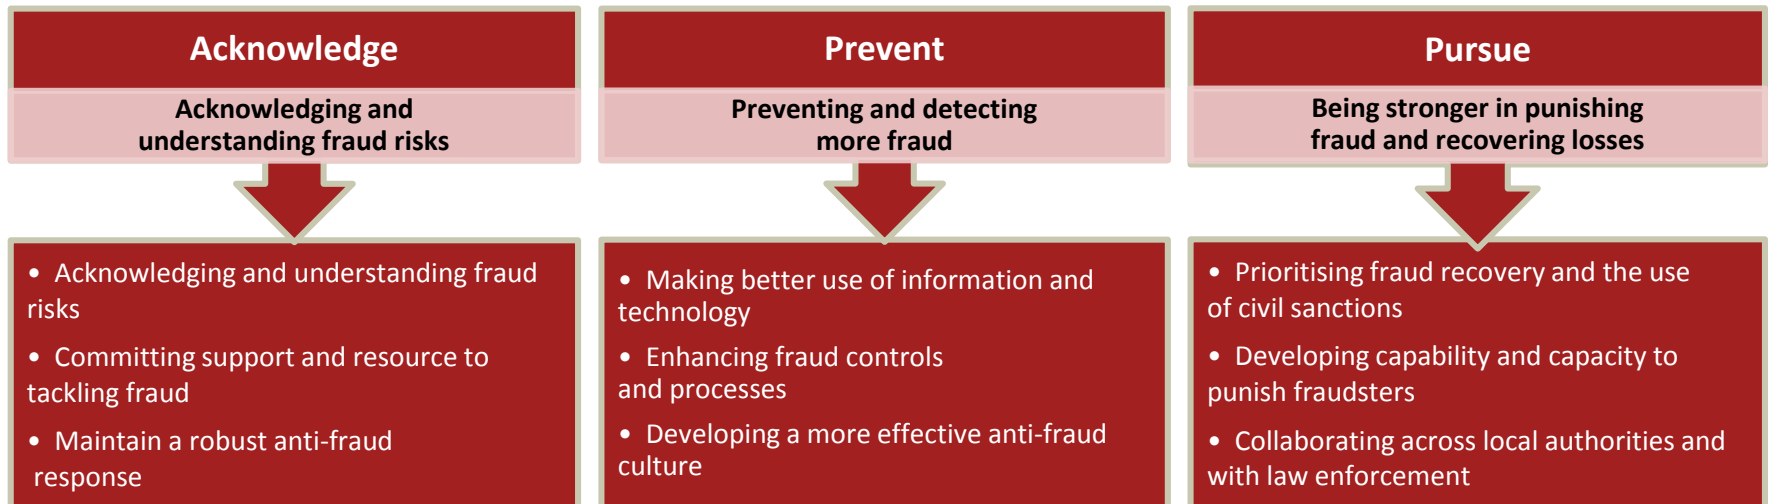 Acknowledge
Acknowledging and
understanding fraud risks
• Acknowledging and understanding fraud
risks
• Committing support and resource to
tackling fraud
• Maintain a robust anti-fraud
response
Prevent
Preventing and detecting
more fraud
• Making better use of information and
technology
• Enhancing fraud controls
and processes
• Developing a more effective anti-fraud
culture
Pursue
Being stronger in punishing
fraud and recovering losses
• Prioritising fraud recovery and the use
of civil sanctions
• Developing capability and capacity to
punish fraudsters
• Collaborating across local authorities and
with law enforcement